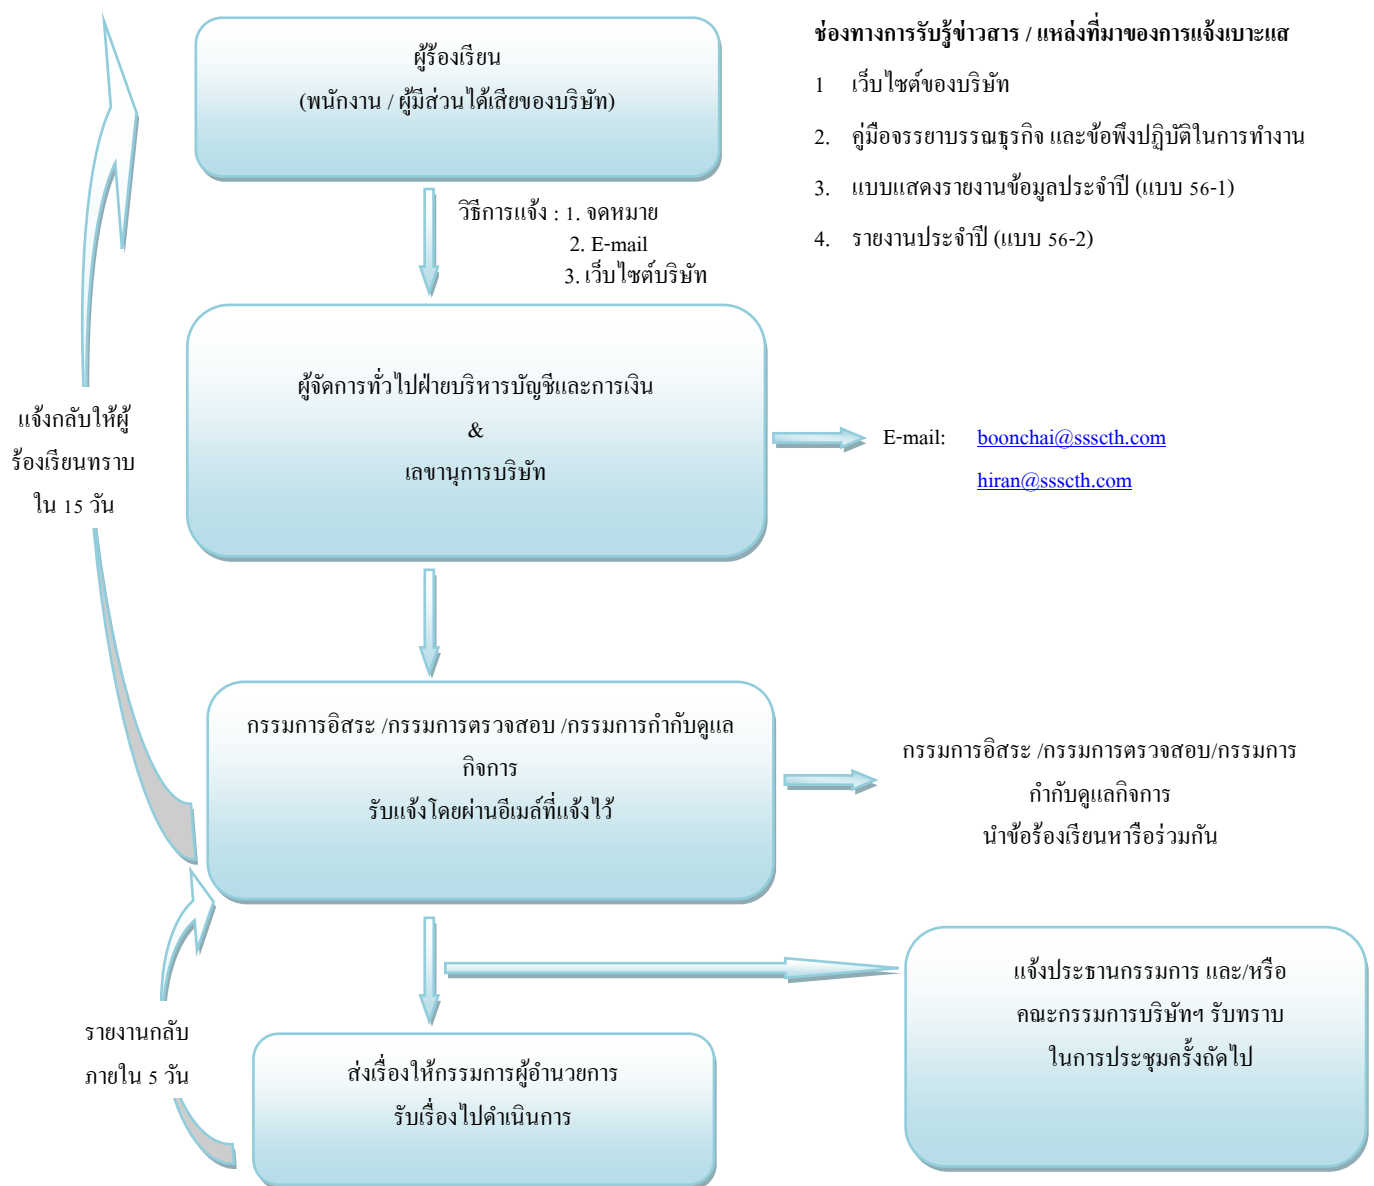 ผู้ร้องเรียน
(พนักงาน / ผู้มีส่วนได้เสียของบริษัท)
ช่องทางการรับรู้ข่าวสาร / แหล่งที่มาของการแจ้งเบาะแส
1 เว็บไซต์ของบริษัท
2. คู่มือจรรยาบรรณธุรกิจ และข้อพึงปฏิบัติในการทำงาน
3. แบบแสดงรายงานข้อมูลประจำปี (แบบ 56-1)
4. รายงานประจำปี (แบบ 56-2)
วิธีการแจ้ง : 1. จดหมาย
2. E-mail
3. เว็บไซต์บริษัท
ผู้จัดการทั่วไปฝ่ายบริหารบัญชีและการเงิน
&
เลขานุการบริษัท
E-mail: boonchai@ssscth.com
hiran@ssscth.com
แจ้งกลับให้ผู้
ร้องเรียนทราบ
ใน 15 วัน
กรรมการอิสระ /กรรมการตรวจสอบ /กรรมการกำกับดูแล
กิจการ
รับแจ้งโดยผ่านอีเมล์ที่แจ้งไว้
กรรมการอิสระ /กรรมการตรวจสอบ/กรรมการ
กำกับดูแลกิจการ
นำข้อร้องเรียนหารือร่วมกัน
แจ้งประธานกรรมการ และ/หรือ
คณะกรรมการบริษัทฯ รับทราบ
ในการประชุมครั้งถัดไป
รายงานกลับ
ภายใน 5 วัน
ส่งเรื่องให้กรรมการผู้อำนวยการ
รับเรื่องไปดำเนินการ